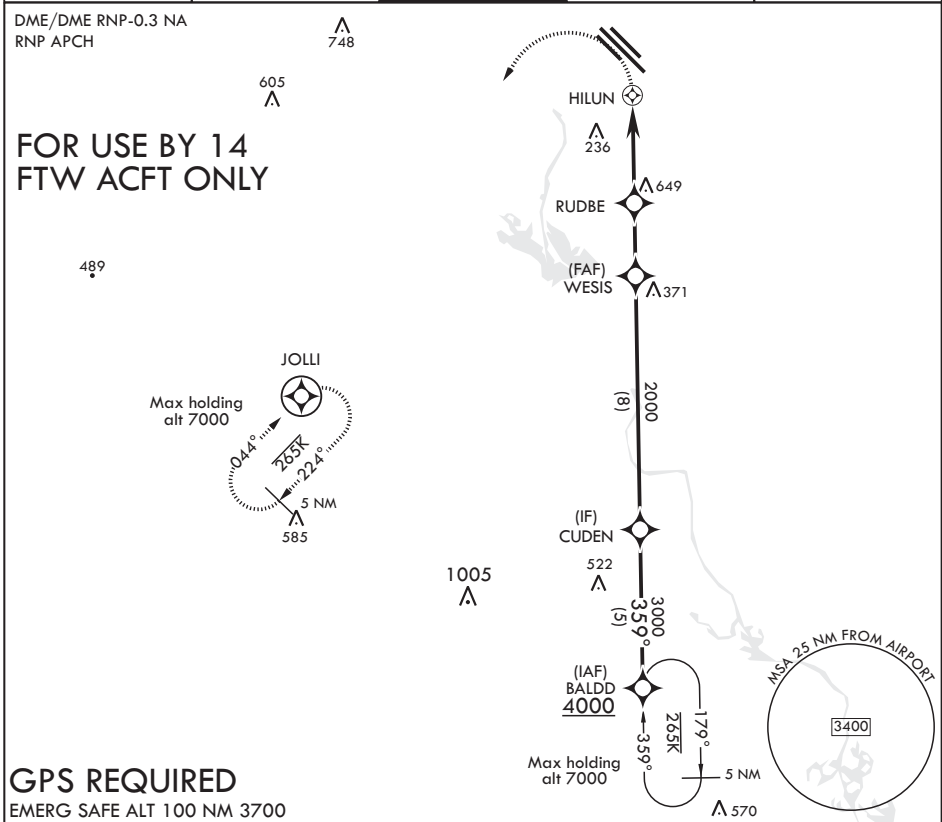 DME/DME RNP-0.3 NA
RNP APCH
748
605
FOR USE BY 14
FTW ACFT ONLY
HILUN
236
649
RUDBE
489
(FAF)
WESIS
371
JOLLI
Max holding
alt 7000
044°
265K
224°
5 NM
585
2000
(8)
(IF)
CUDEN
522
1005
3000
359°
(5)
(IAF)
BALDD
4000
359°
265K
179°
Max holding
alt 7000
5 NM
570
MSA 25 NM FROM AIRPORT
3400
GPS REQUIRED
EMERG SAFE ALT 100 NM 3700